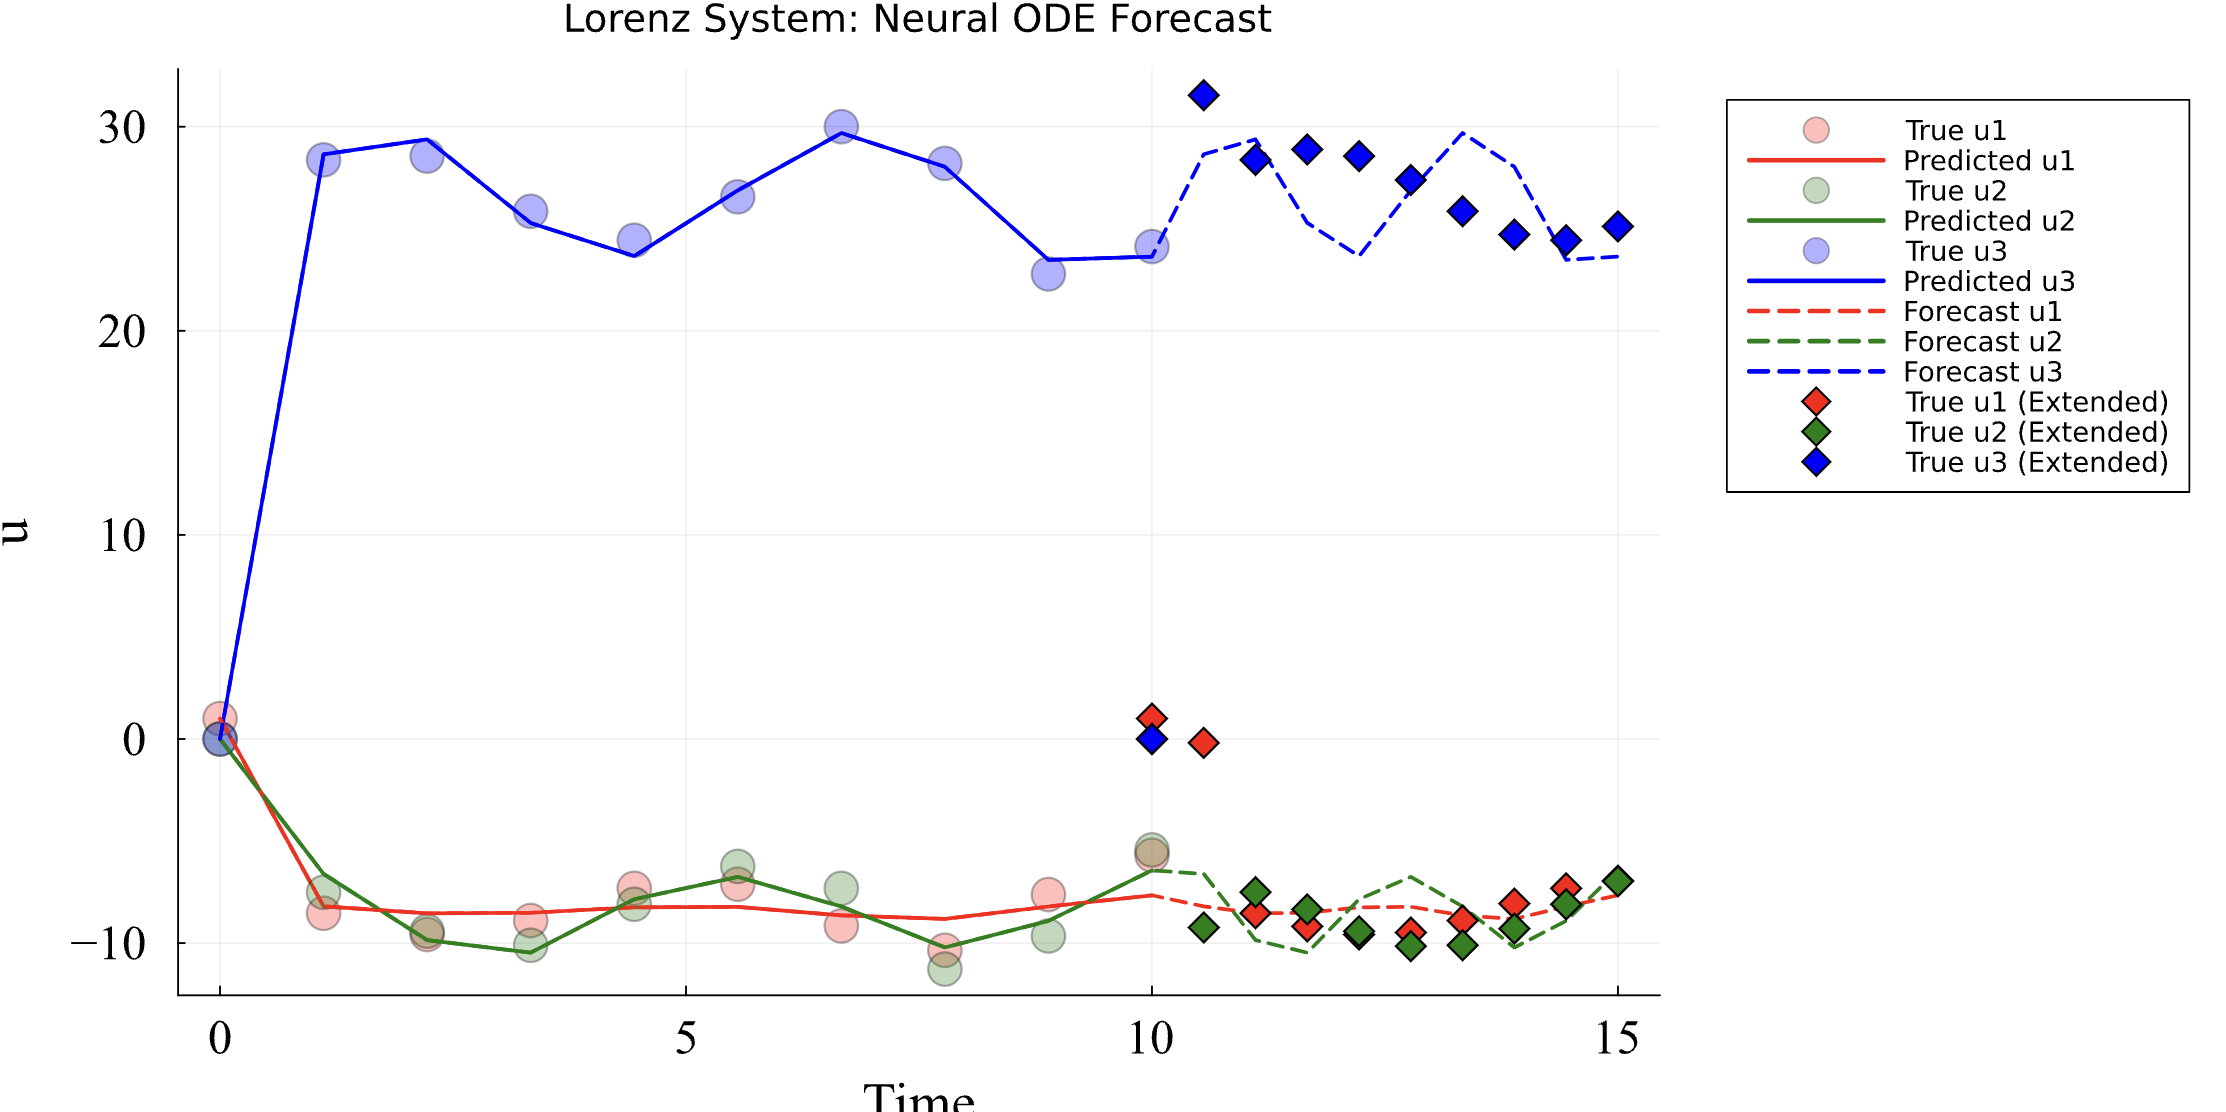 Lorenz System: Neural ODE Forecast
30
20
10
0
−10
u
0
5
10
15
Time
True u1
Predicted u1
True u2
Predicted u2
True u3
Predicted u3
Forecast u1
Forecast u2
Forecast u3
True u1 (Extended)
True u2 (Extended)
True u3 (Extended)